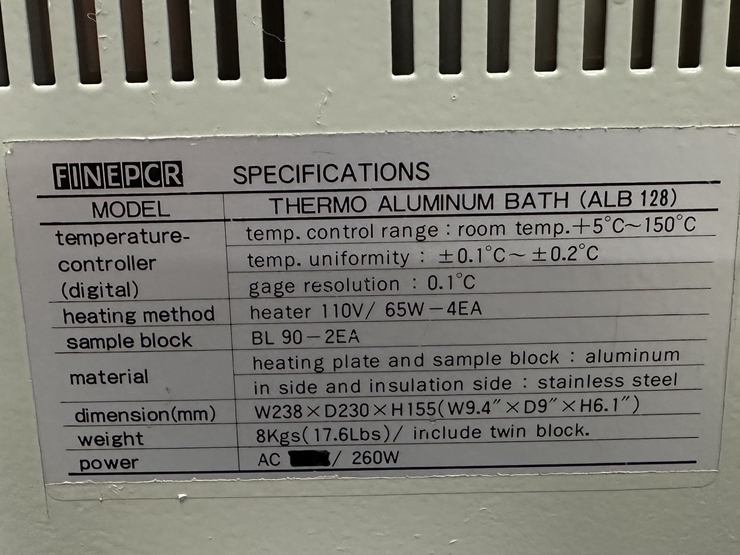 FINEPCR SPECIFICATIONS
MODEL THERMO ALUMINUM BATH (ALB 128)
temperature- temp. control range : room temp.+5°C~150°C
controller temp. uniformity : ±0.1°C~ ±0.2°C
(digital) gage resolution : 0.1°C
heating method heater 110V/ 65W-4EA
sample block BL 90-2EA
material heating plate and sample block : aluminum
in side and insulation side : stainless steel
dimension(mm) W238×D230×H155(W9.4″×D9″×H6.1″)
weight 8Kgs(17.6Lbs)/ include twin block.
power AC / 260W